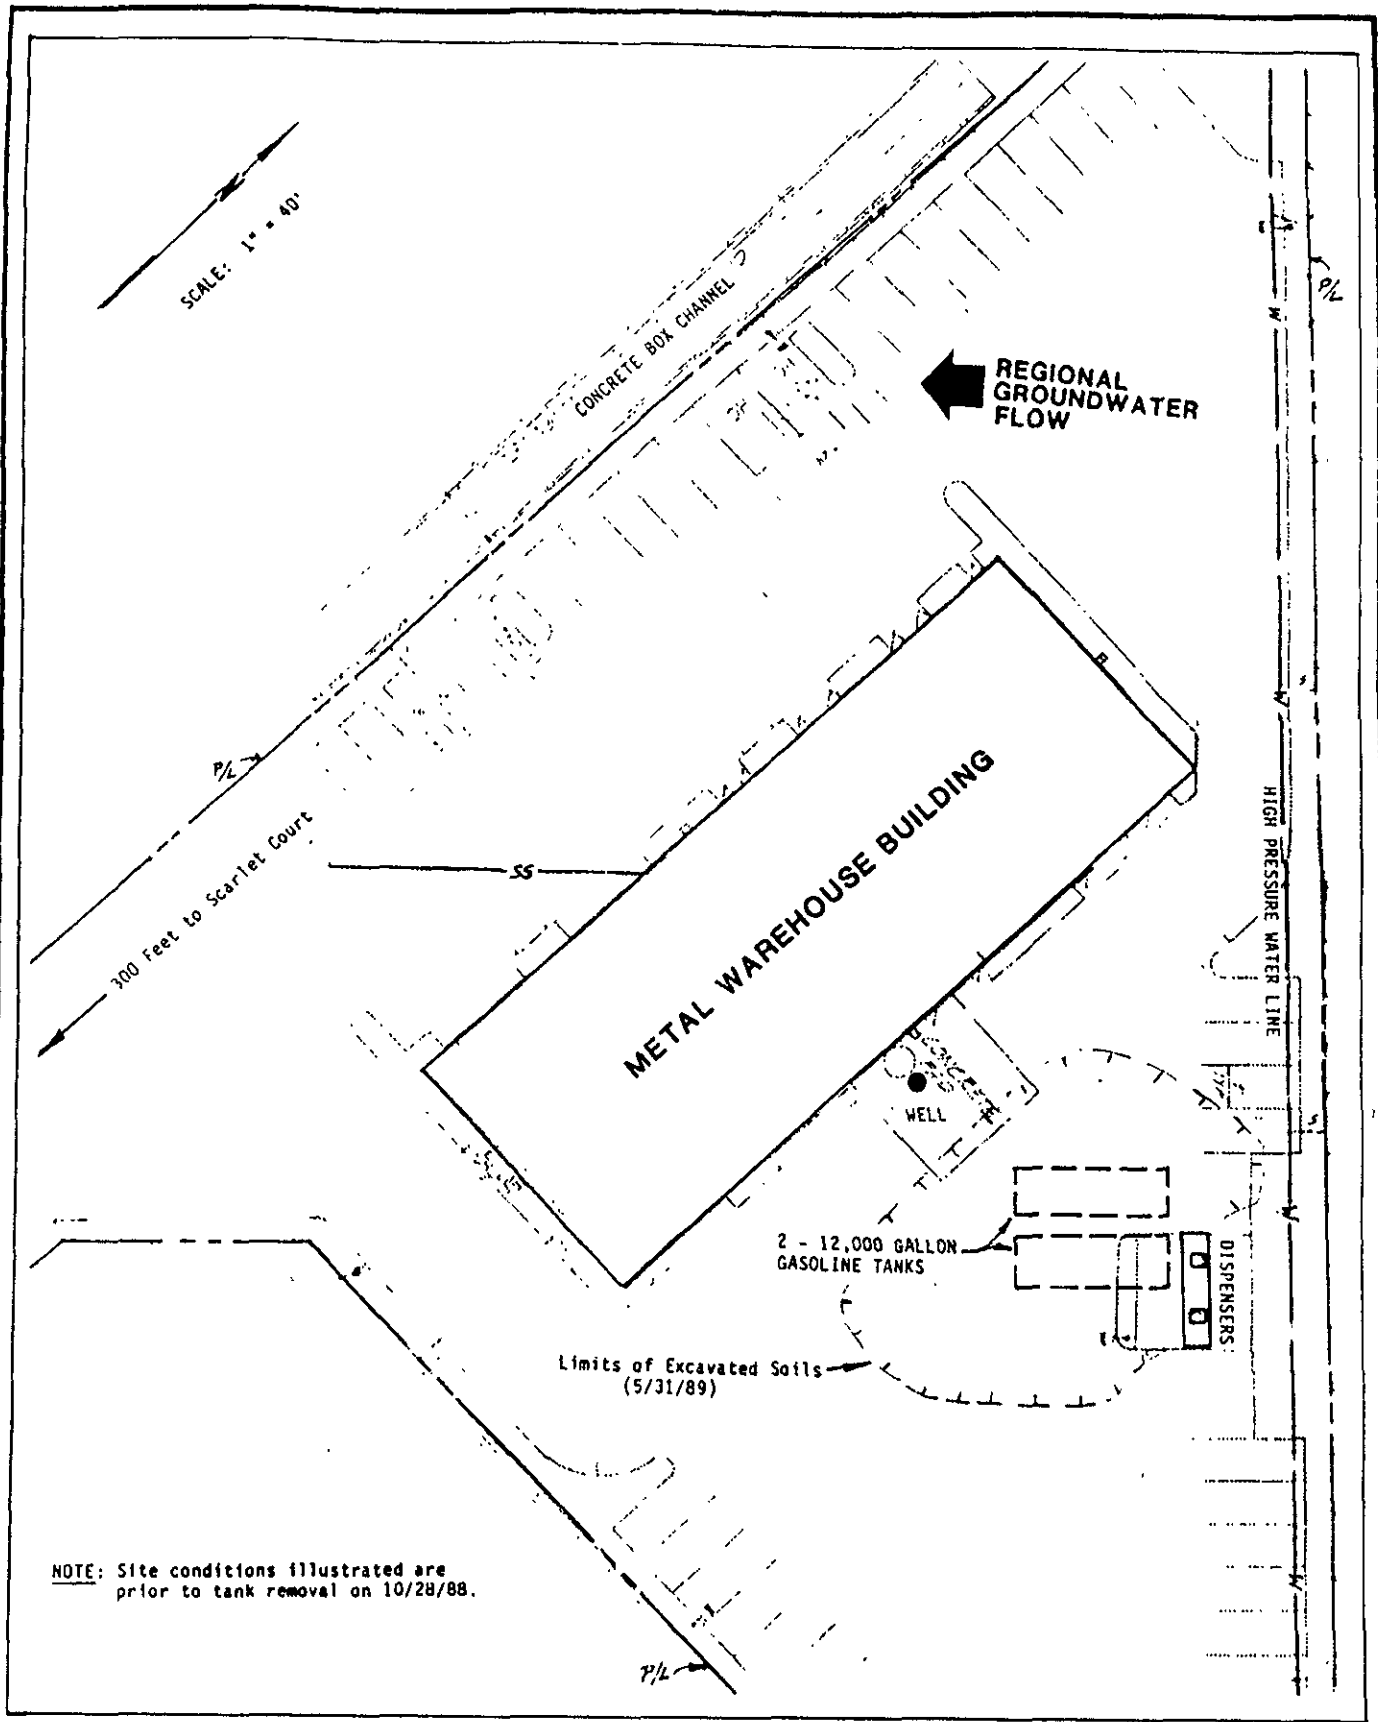 SCALE: 1" = 40'
CONCRETE BOX CHANNEL
P/L
REGIONAL
GROUNDWATER
FLOW
W
W
P/L
300 Feet to Scarlet Court
SS
METAL WAREHOUSE BUILDING
HIGH PRESSURE WATER LINE
CONCRETE
WELL
W
2 - 12,000 GALLON
GASOLINE TANKS
DISPENSERS
Limits of Excavated Soils
(5/31/89)
W
NOTE: Site conditions illustrated are
prior to tank removal on 10/28/88.
P/L